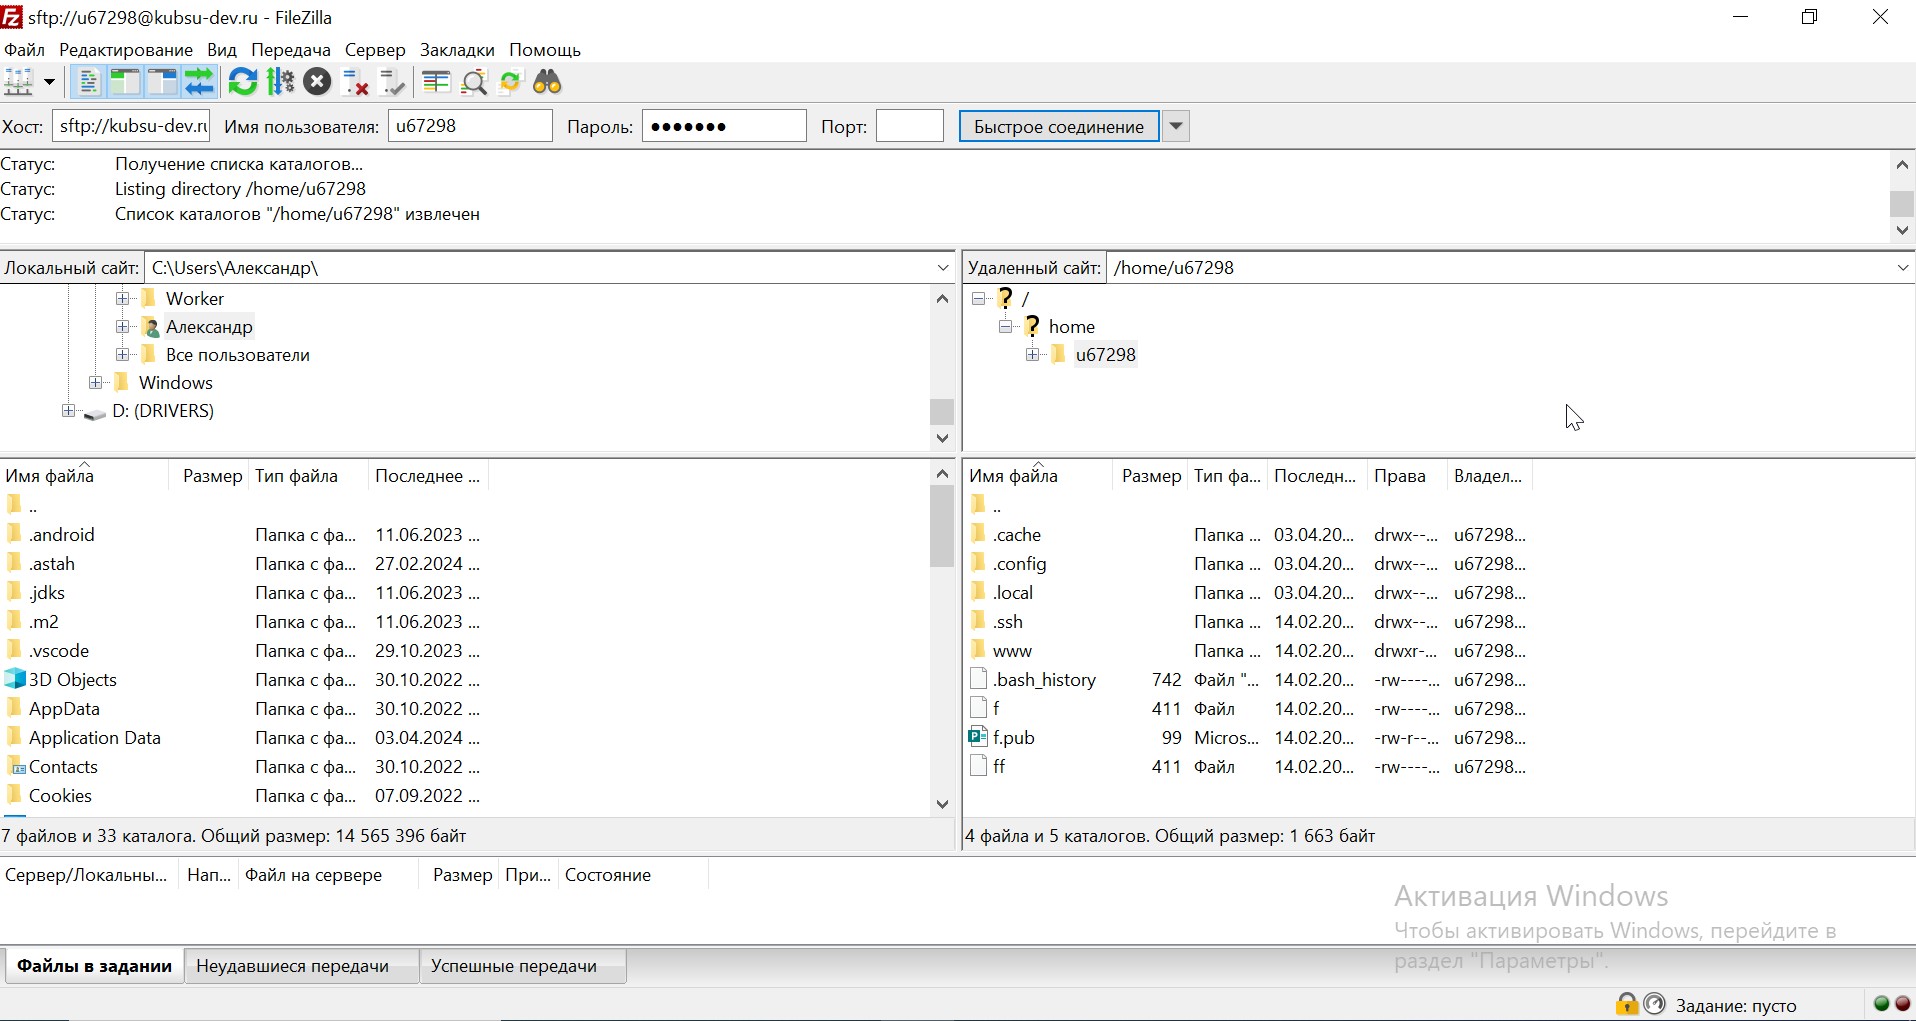 sftp://u67298@kubsu-dev.ru - FileZilla
Файл Редактирование Вид Передача Сервер Закладки Помощь
Хост: sftp://kubsu-dev.ru Имя пользователя: u67298 Пароль: ●●●●●●● Порт: Быстрое соединение
Статус: Получение списка каталогов...
Статус: Listing directory /home/u67298
Статус: Список каталогов "/home/u67298" извлечен
Локальный сайт: C:\Users\Александр\
Worker
Александр
Все пользователи
Windows
D: (DRIVERS)
Удаленный сайт: /home/u67298
? /
? home
u67298
Имя файла Размер Тип файла Последнее ...
..
.android Папка с фа... 11.06.2023 ...
.astah Папка с фа... 27.02.2024 ...
.jdks Папка с фа... 11.06.2023 ...
.m2 Папка с фа... 11.06.2023 ...
.vscode Папка с фа... 29.10.2023 ...
3D Objects Папка с фа... 30.10.2022 ...
AppData Папка с фа... 30.10.2022 ...
Application Data Папка с фа... 03.04.2024 ...
Contacts Папка с фа... 30.10.2022 ...
Cookies Папка с фа... 07.09.2022 ...
7 файлов и 33 каталога. Общий размер: 14 565 396 байт
Имя файла Размер Тип фа... Последн... Права Владел...
..
.cache Папка ... 03.04.20... drwx--... u67298...
.config Папка ... 03.04.20... drwx--... u67298...
.local Папка ... 03.04.20... drwx--... u67298...
.ssh Папка ... 14.02.20... drwx--... u67298...
www Папка ... 14.02.20... drwxr-... u67298...
.bash_history 742 Файл "... 14.02.20... -rw----... u67298...
f 411 Файл 14.02.20... -rw----... u67298...
f.pub 99 Micros... 14.02.20... -rw-r--... u67298...
ff 411 Файл 14.02.20... -rw----... u67298...
4 файла и 5 каталогов. Общий размер: 1 663 байт
Сервер/Локальны... Нап... Файл на сервере Размер При... Состояние
Активация Windows
Чтобы активировать Windows, перейдите в
раздел "Параметры".
Файлы в задании Неудавшиеся передачи Успешные передачи
Задание: пусто